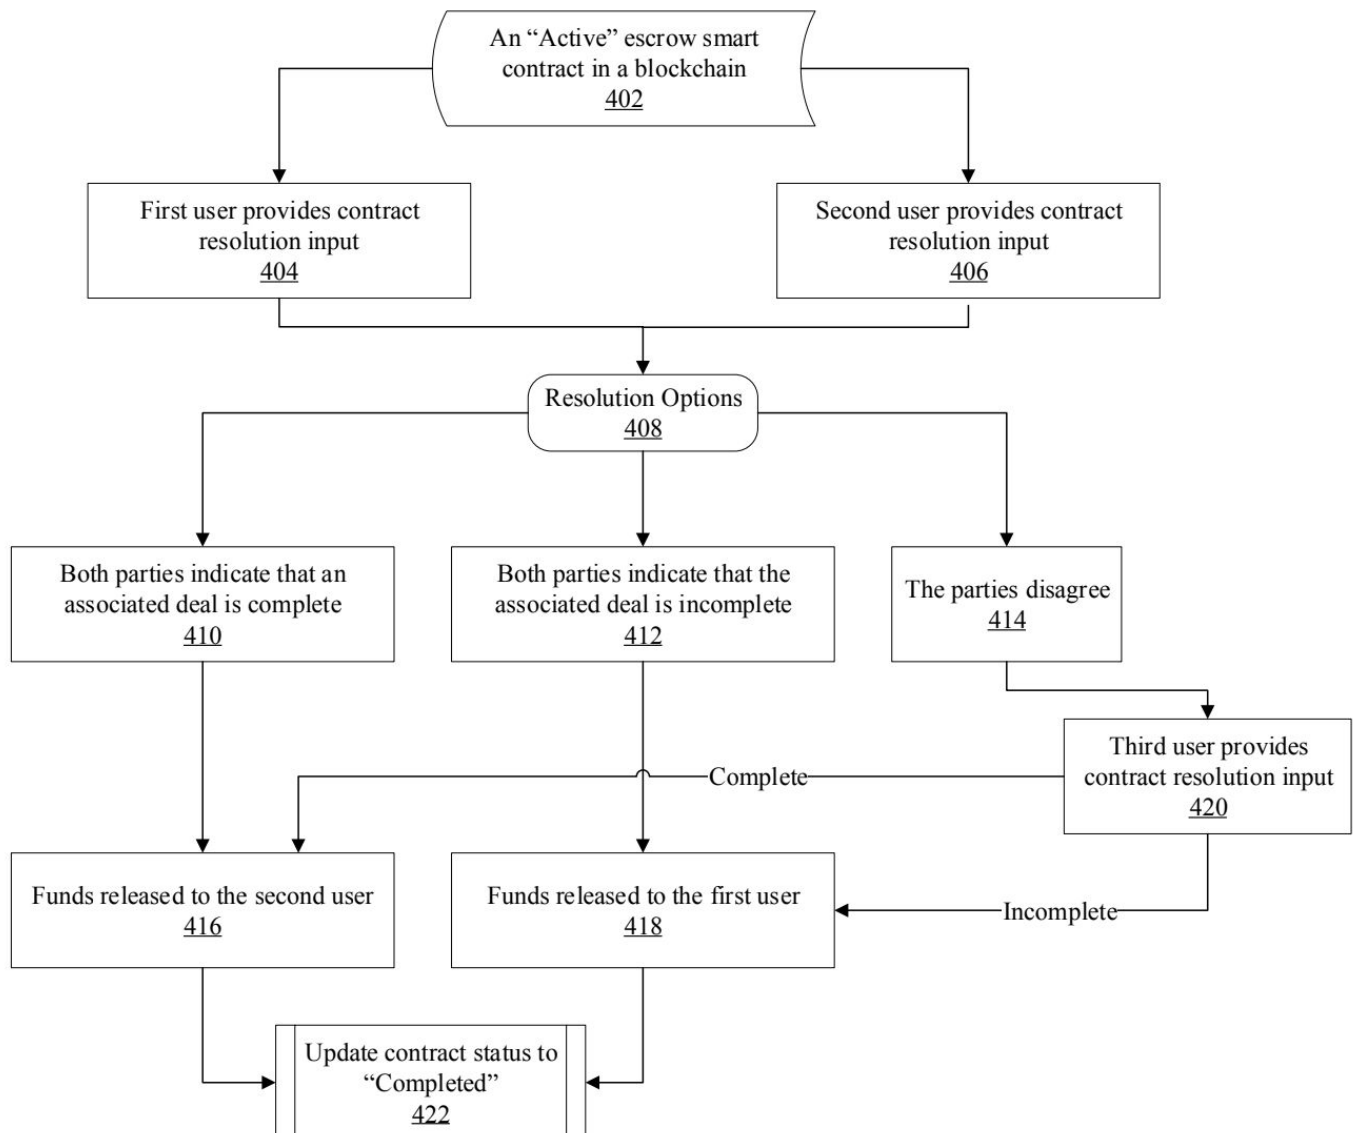 An “Active” escrow smart
contract in a blockchain
402
First user provides contract
resolution input
404
Second user provides contract
resolution input
406
Resolution Options
408
Both parties indicate that an
associated deal is complete
410
Both parties indicate that the
associated deal is incomplete
412
The parties disagree
414
Third user provides
contract resolution input
420
Complete
Funds released to the second user
416
Funds released to the first user
418
Incomplete
Update contract status to
“Completed”
422